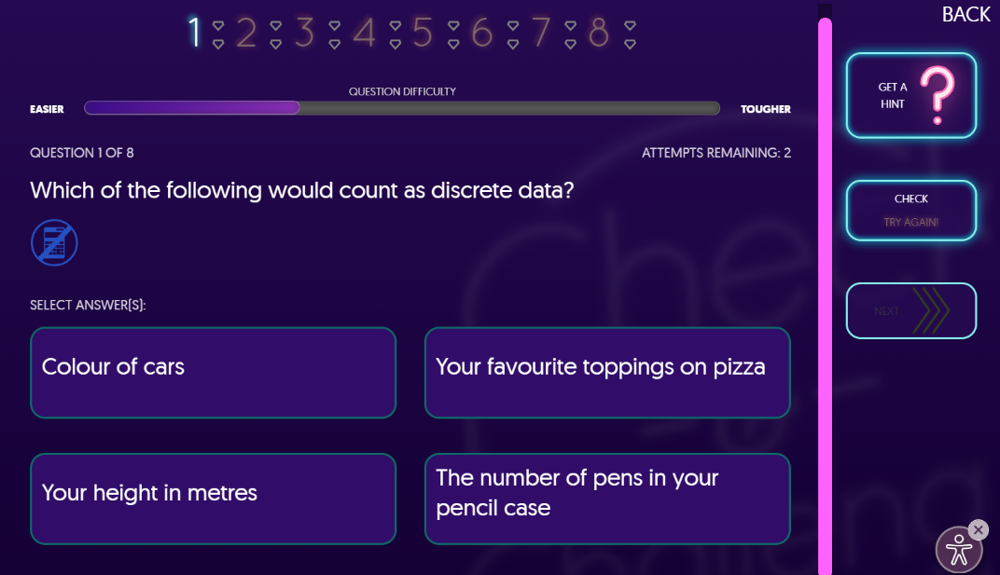 BACK
1 2 3 4 5 6 7 8
QUESTION DIFFICULTY
EASIER
TOUGHER
GET A
HINT
QUESTION 1 OF 8
ATTEMPTS REMAINING: 2
Which of the following would count as discrete data?
CHECK
TRY AGAIN!
SELECT ANSWER(S):
NEXT
Colour of cars
Your favourite toppings on pizza
Your height in metres
The number of pens in your
pencil case